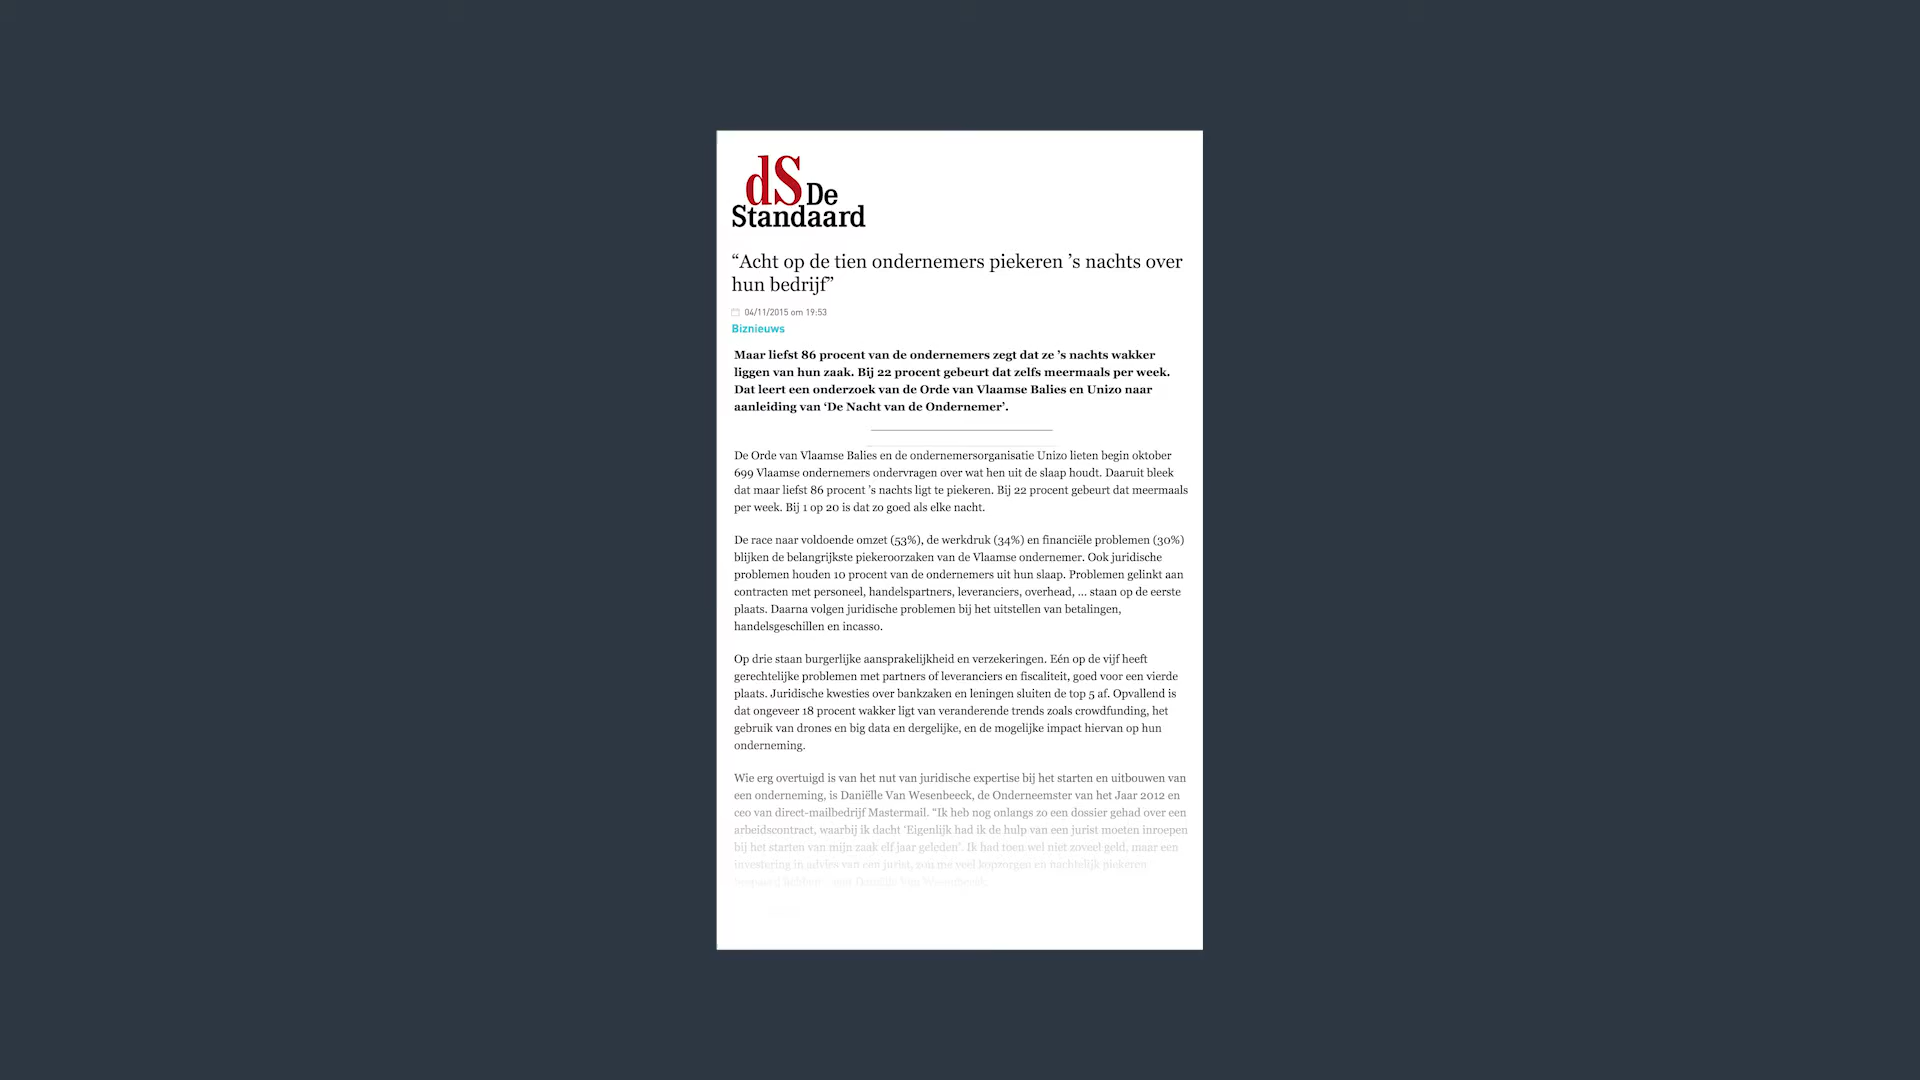 dS De
Standaard
“Acht op de tien ondernemers piekeren ’s nachts over
hun bedrijf”
04/11/2015 om 19:53
Biznieuws
Maar liefst 86 procent van de ondernemers zegt dat ze ’s nachts wakker
liggen van hun zaak. Bij 22 procent gebeurt dat zelfs meermaals per week.
Dat leert een onderzoek van de Orde van Vlaamse Balies en Unizo naar
aanleiding van ‘De Nacht van de Ondernemer’.
De Orde van Vlaamse Balies en de ondernemersorganisatie Unizo lieten begin oktober
699 Vlaamse ondernemers ondervragen over wat hen uit de slaap houdt. Daaruit bleek
dat maar liefst 86 procent ’s nachts ligt te piekeren. Bij 22 procent gebeurt dat meermaals
per week. Bij 1 op 20 is dat zo goed als elke nacht.
De race naar voldoende omzet (53%), de werkdruk (34%) en financiële problemen (30%)
blijken de belangrijkste piekeroorzaken van de Vlaamse ondernemer. Ook juridische
problemen houden 10 procent van de ondernemers uit hun slaap. Problemen gelinkt aan
contracten met personeel, handelspartners, leveranciers, overhead, ... staan op de eerste
plaats. Daarna volgen juridische problemen bij het uitstellen van betalingen,
handelsgeschillen en incasso.
Op drie staan burgerlijke aansprakelijkheid en verzekeringen. Eén op de vijf heeft
gerechtelijke problemen met partners of leveranciers en fiscaliteit, goed voor een vierde
plaats. Juridische kwesties over bankzaken en leningen sluiten de top 5 af. Opvallend is
dat ongeveer 18 procent wakker ligt van veranderende trends zoals crowdfunding, het
gebruik van drones en big data en dergelijke, en de mogelijke impact hiervan op hun
onderneming.
Wie erg overtuigd is van het nut van juridische expertise bij het starten en uitbouwen van
een onderneming, is Daniëlle Van Wesenbeeck, de Onderneemster van het Jaar 2012 en
ceo van direct-mailbedrijf Mastermail. “Ik heb nog onlangs zo een dossier gehad over een
arbeidscontract, waarbij ik dacht ‘Eigenlijk had ik de hulp van een jurist moeten inroepen
bij het starten van mijn zaak elf jaar geleden’. Ik had toen wel niet zoveel geld, maar een
investering in advies van een jurist, zou me veel kopzorgen en nachtelijk piekeren
Van Wesenbeeck.